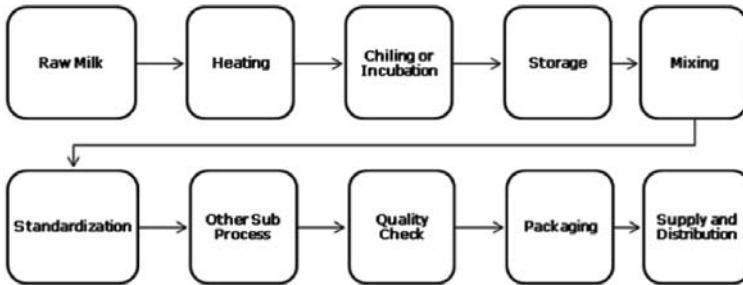 Raw Milk
Heating
Chiling or
Incubation
Storage
Mixing
Standardization
Other Sub
Process
Quality
Check
Packaging
Supply and
Distribution